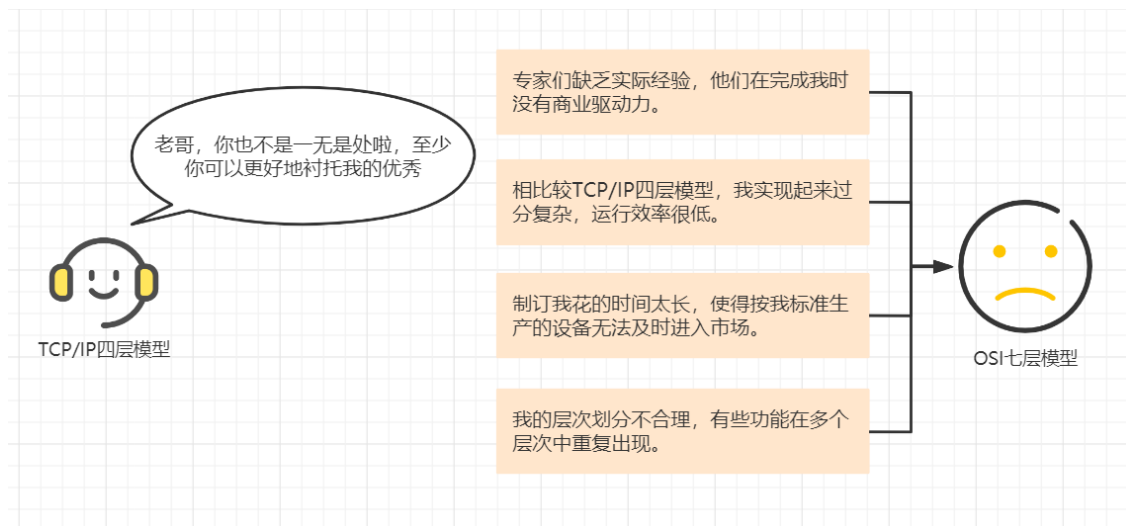 老哥，你也不是一无是处啦，至少
你可以更好地衬托我的优秀
TCP/IP四层模型
专家们缺乏实际经验，他们在完成我时
没有商业驱动力。
相比较TCP/IP四层模型，我实现起来过
分复杂，运行效率很低。
制订我花的时间太长，使得按我标准生
产的设备无法及时进入市场。
我的层次划分不合理，有些功能在多个
层次中重复出现。
OSI七层模型